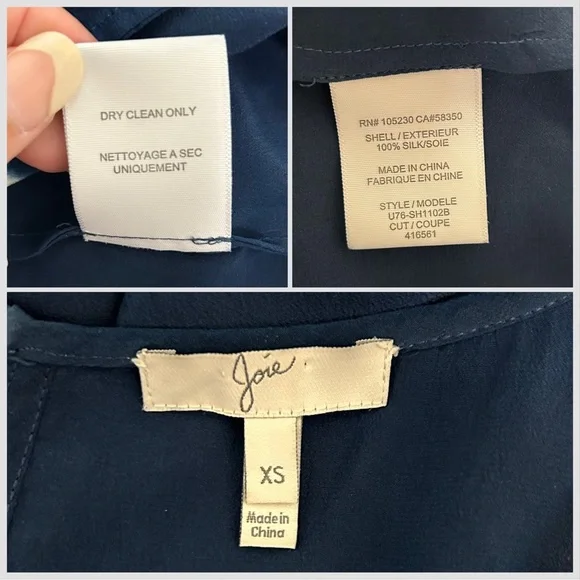 DRY CLEAN ONLY
NETTOYAGE A SEC
UNIQUEMENT
RN# 105230 CA#58350
SHELL / EXTERIEUR
100% SILK/SOIE
MADE IN CHINA
FABRIQUE EN CHINE
STYLE / MODELE
U76-SH1102B
CUT / COUPE
416561
Joie
XS
Made in
China